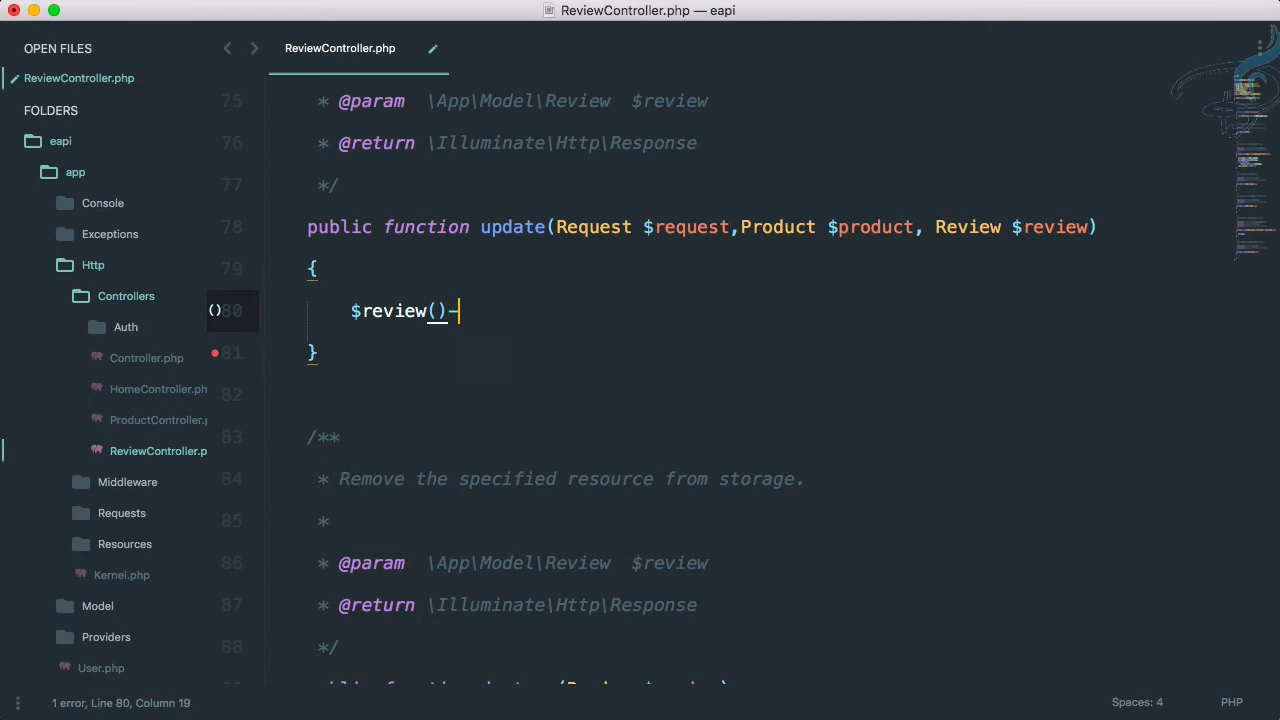 ReviewController.php — eapi
OPEN FILES
ReviewController.php
FOLDERS
eapi
app
Console
Exceptions
Http
Controllers
Auth
Controller.php
HomeController.ph
ProductController.p
ReviewController.p
Middleware
Requests
Resources
Kernel.php
Model
Providers
User.php
ReviewController.php
75 * @param \App\Model\Review $review
76 * @return \Illuminate\Http\Response
77 */
78 public function update(Request $request,Product $product, Review $review)
79 {
() 80 $review()-
81 }
82
83 /**
84 * Remove the specified resource from storage.
85 *
86 * @param \App\Model\Review $review
87 * @return \Illuminate\Http\Response
88 */
1 error, Line 80, Column 19
Spaces: 4
PHP